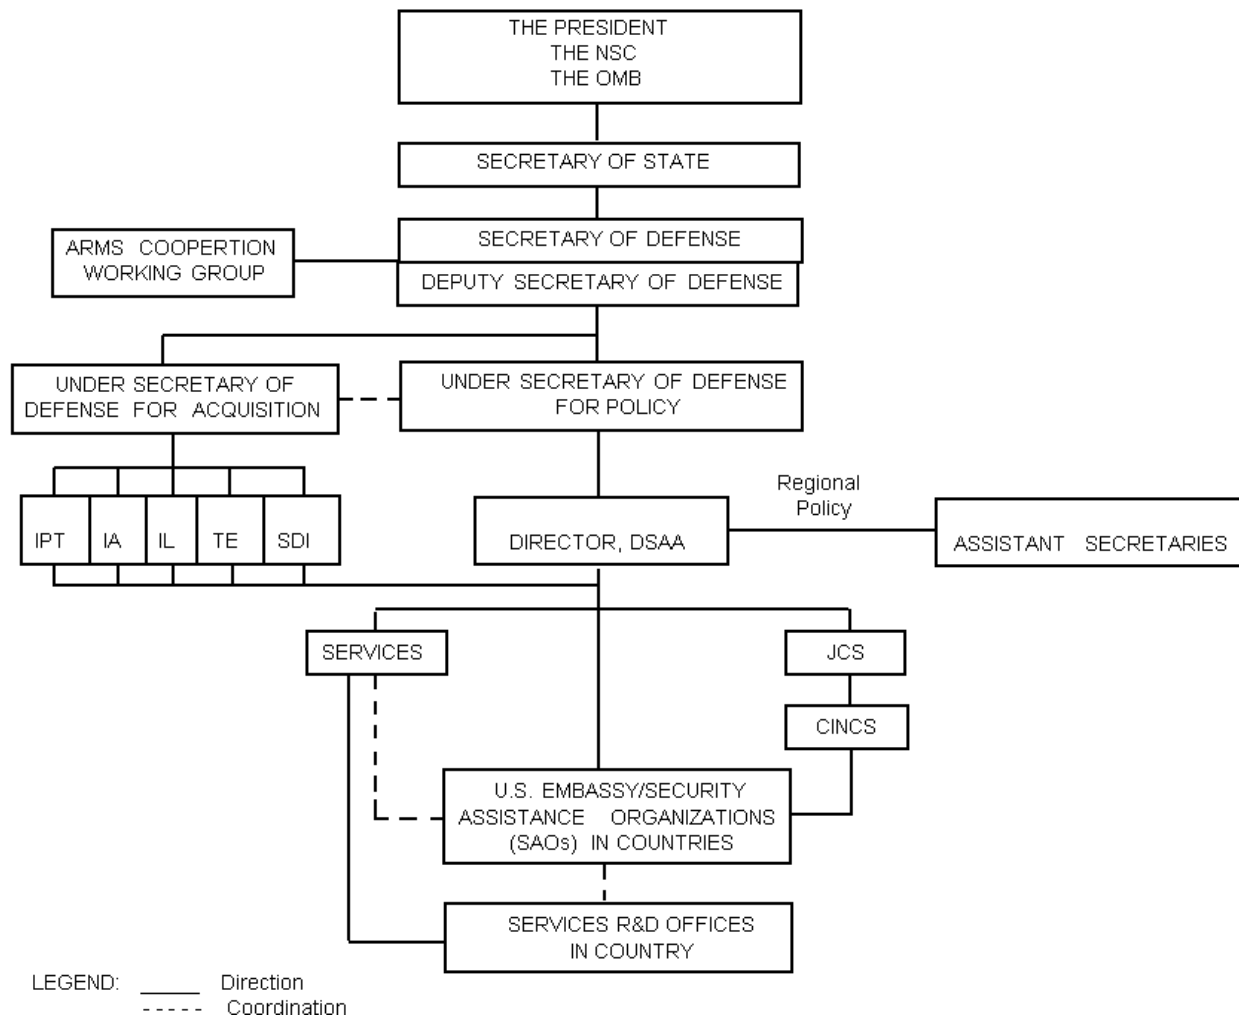 THE PRESIDENT
THE NSC
THE OMB
SECRETARY OF STATE
SECRETARY OF DEFENSE
ARMS COOPERTION
WORKING GROUP
DEPUTY SECRETARY OF DEFENSE
UNDER SECRETARY OF
DEFENSE FOR ACQUISITION
UNDER SECRETARY OF DEFENSE
FOR POLICY
IPT
IA
IL
TE
SDI
DIRECTOR, DSAA
Regional
Policy
ASSISTANT SECRETARIES
SERVICES
JCS
CINCS
U.S. EMBASSY/SECURITY
ASSISTANCE ORGANIZATIONS
(SAOs) IN COUNTRIES
SERVICES R&D OFFICES
IN COUNTRY
LEGEND:
Direction
Coordination